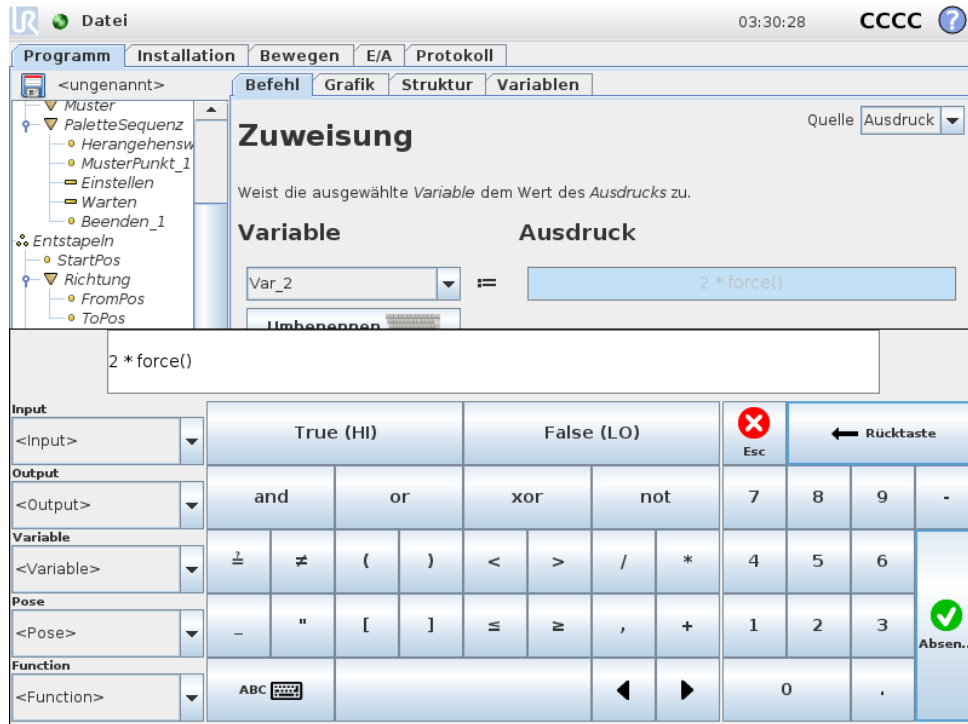 Datei 03:30:28 CCCC ?
Programm Installation Bewegen E/A Protokoll
<ungenannt>
Befehl Grafik Struktur Variablen
Muster
PaletteSequenz
Herangehensw
MusterPunkt_1
Einstellen
Warten
Beenden_1
Entstapeln
StartPos
Richtung
FromPos
ToPos
Quelle Ausdruck
Zuweisung
Weist die ausgewählte Variable dem Wert des Ausdrucks zu.
Variable Ausdruck
Var_2 := 2 * force()
Umbenennen
2 * force()
Input
<Input> True (HI) False (LO) Esc Rücktaste
Output
<Output> and or xor not 7 8 9 -
Variable
<Variable> ≟ ≠ ( ) < > / * 4 5 6
Pose
<Pose> _ " [ ] ≤ ≥ , + 1 2 3 Absen..
Function
<Function> ABC 0 .